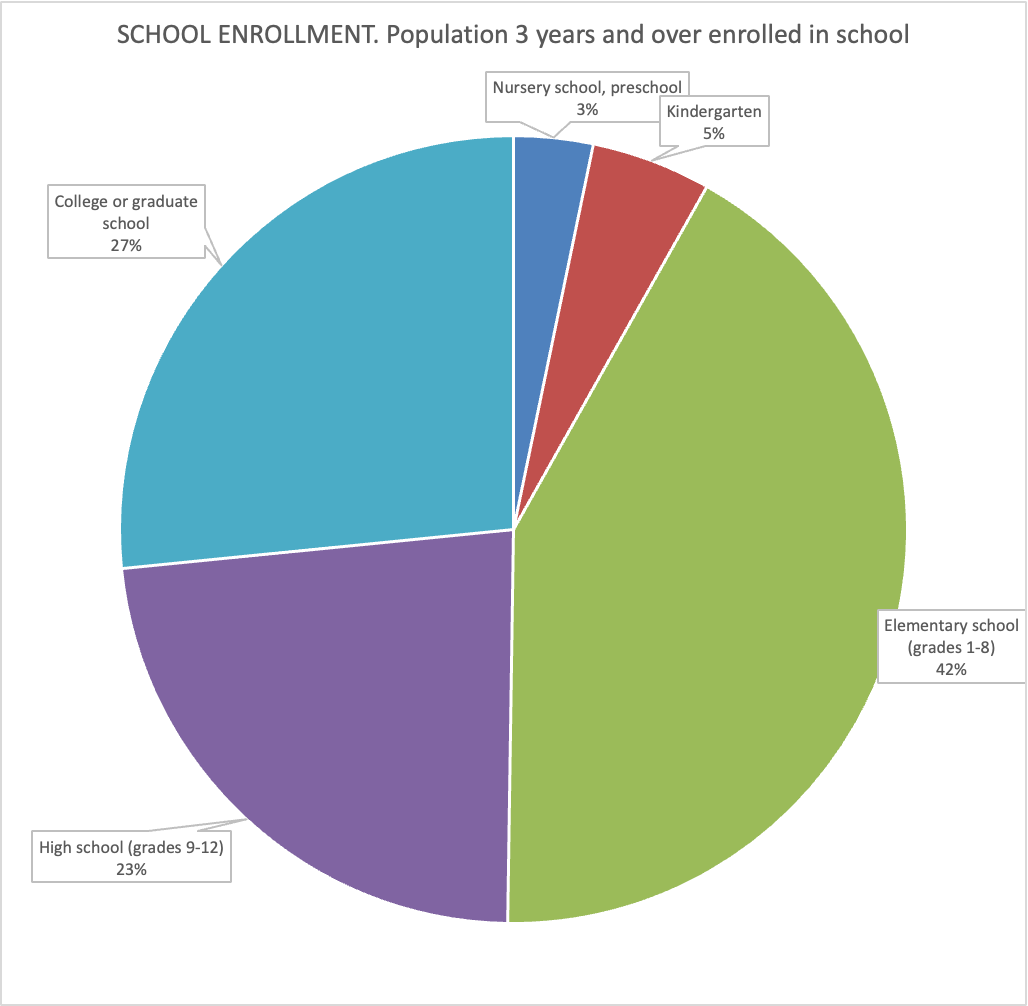 SCHOOL ENROLLMENT. Population 3 years and over enrolled in school
Nursery school, preschool
3%
Kindergarten
5%
College or graduate
school
27%
Elementary school
(grades 1-8)
42%
High school (grades 9-12)
23%